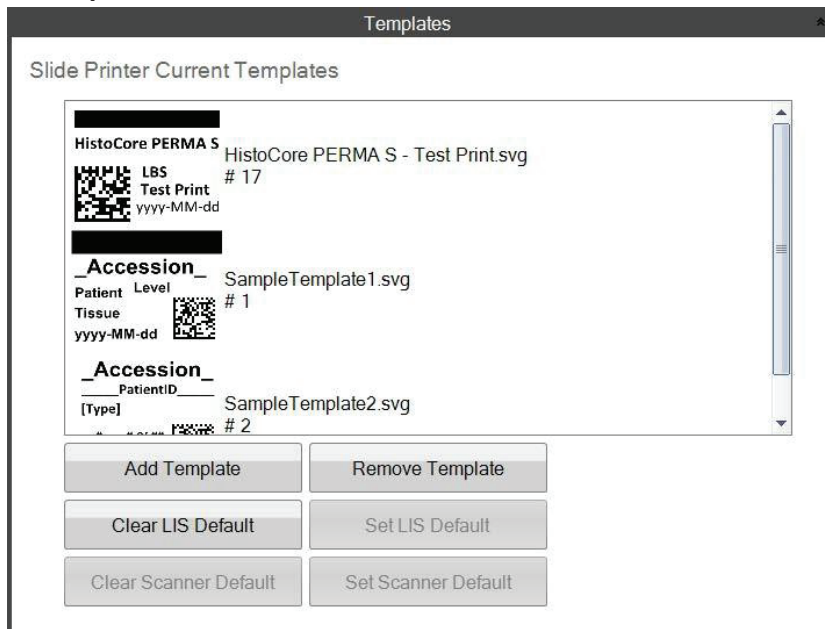 Templates
Slide Printer Current Templates
HistoCore PERMA S
LBS
Test Print
yyyy-MM-dd
HistoCore PERMA S - Test Print.svg
# 17
_Accession_
Patient Level
Tissue
yyyy-MM-dd
SampleTemplate1.svg
# 1
_Accession_
_____PatientID_____
[Type]
SampleTemplate2.svg
# 2
Add Template
Remove Template
Clear LIS Default
Set LIS Default
Clear Scanner Default
Set Scanner Default